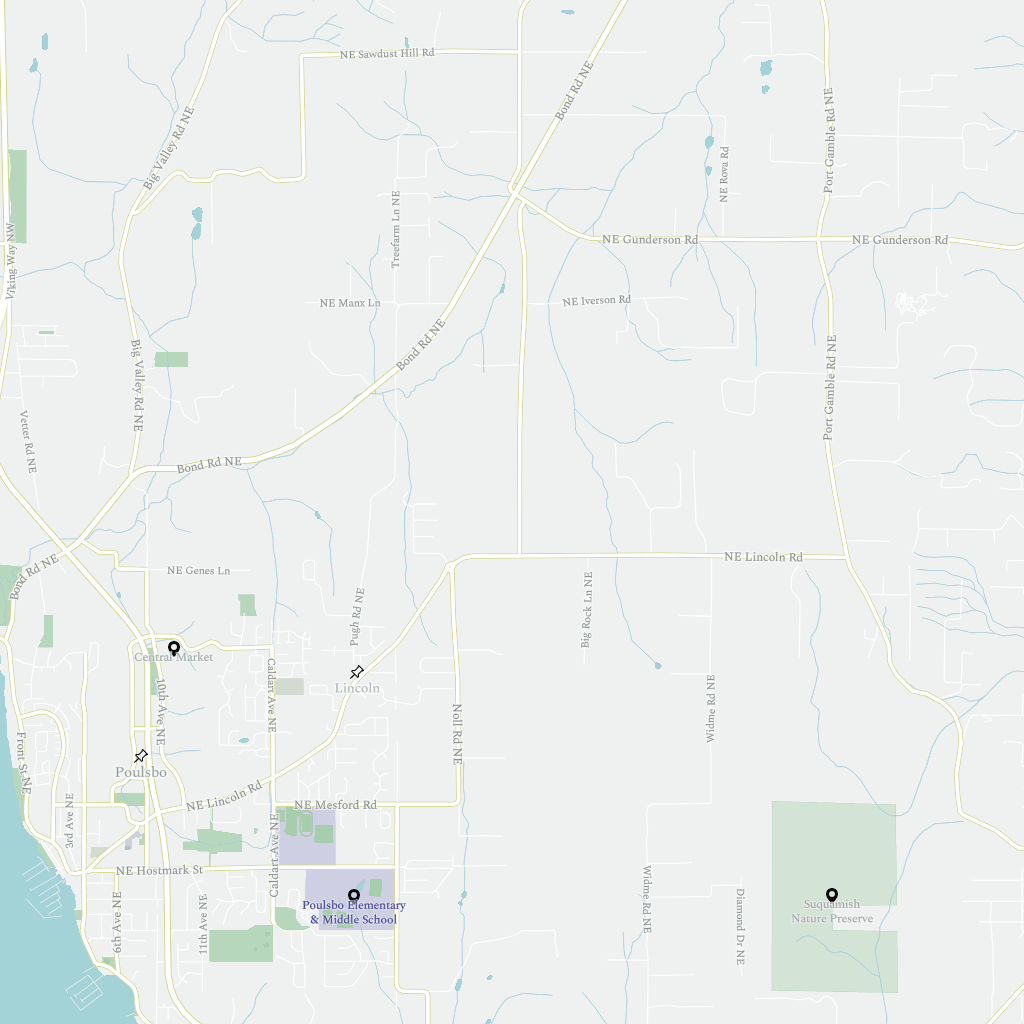 NE Sawdust Hill Rd
Bond Rd NE
Big Valley Rd NE
Port Gamble Rd NE
NE Rova Rd
Treefarm Ln NE
Viking Way NW
NE Gunderson Rd
NE Gunderson Rd
NE Manx Ln
NE Iverson Rd
Bond Rd NE
Big Valley Rd NE
Port Gamble Rd NE
Vetter Rd NE
Bond Rd NE
NE Lincoln Rd
Bond Rd NE
NE Genes Ln
Pugh Rd NE
Big Rock Ln NE
Central Market
Caldart Ave NE
Lincoln
10th Ave NE
Widme Rd NE
Noll Rd NE
Front St NE
Poulsbo
NE Lincoln Rd
NE Mesford Rd
3rd Ave NE
Caldart Ave NE
NE Hostmark St
Widme Rd NE
Diamond Dr NE
6th Ave NE
11th Ave NE
Poulsbo Elementary
& Middle School
Suquamish
Nature Preserve